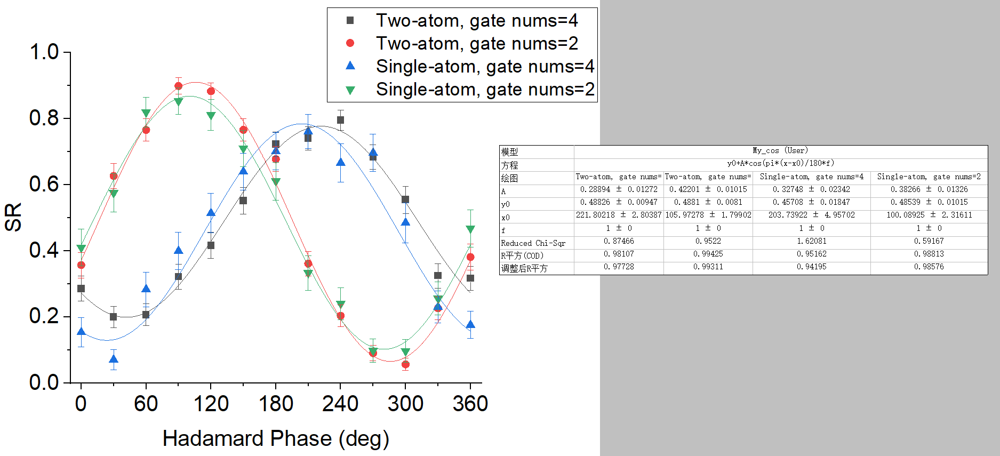 Two-atom, gate nums=4
Two-atom, gate nums=2
Single-atom, gate nums=4
Single-atom, gate nums=2
1.0
0.8
0.6
0.4
0.2
0.0
SR
0 60 120 180 240 300 360
Hadamard Phase (deg)
模型 My_cos (User)
方程 y0+A*cos(pi*(x-x0)/180*f)
绘图 Two-atom, gate nums= Two-atom, gate nums= Single-atom, gate nums=4 Single-atom, gate nums=2
A 0.28894 ± 0.01272 0.42201 ± 0.01015 0.32748 ± 0.02342 0.38266 ± 0.01326
y0 0.48826 ± 0.00947 0.4881 ± 0.0081 0.45708 ± 0.01847 0.48539 ± 0.01015
x0 221.80218 ± 2.80387 105.97278 ± 1.79902 203.73922 ± 4.95702 100.08925 ± 2.31611
f 1 ± 0 1 ± 0 1 ± 0 1 ± 0
Reduced Chi-Sqr 0.87466 0.9522 1.62081 0.59167
R平方(COD) 0.98107 0.99425 0.95162 0.98813
调整后R平方 0.97728 0.99311 0.94195 0.98576